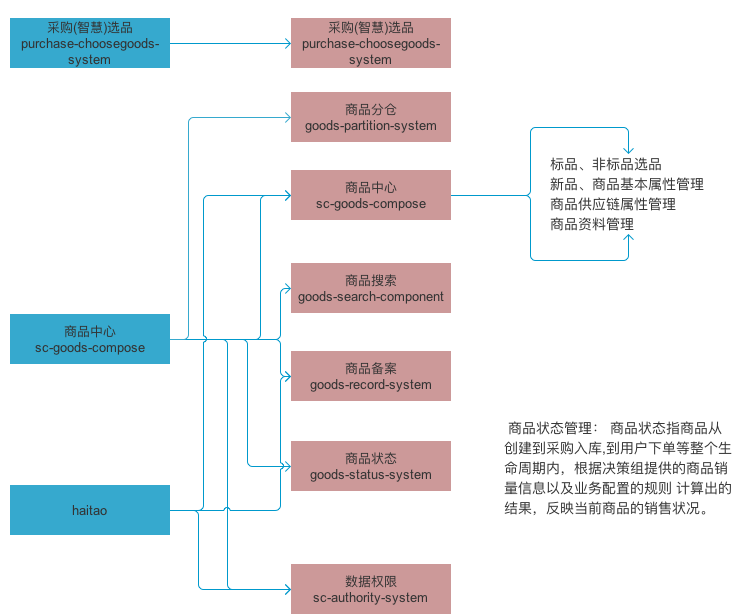 采购(智慧)选品
purchase-choosegoods-
system
采购(智慧)选品
purchase-choosegoods-
system
商品分仓
goods-partition-system
商品中心
sc-goods-compose
标品、非标品选品
新品、商品基本属性管理
商品供应链属性管理
商品资料管理
商品搜索
goods-search-component
商品中心
sc-goods-compose
商品备案
goods-record-system
商品状态
goods-status-system
商品状态管理： 商品状态指商品从
创建到采购入库,到用户下单等整个生
命周期内，根据决策组提供的商品销
量信息以及业务配置的规则 计算出的
结果，反映当前商品的销售状况。
haitao
数据权限
sc-authority-system